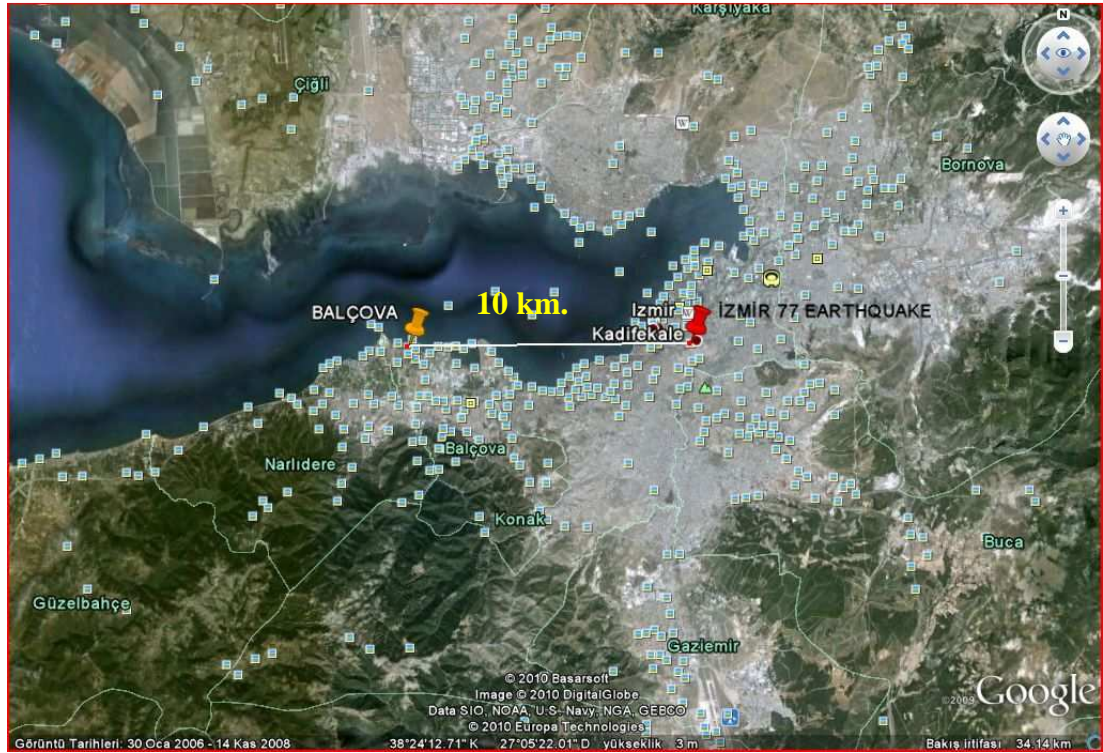 Karşıyaka
N
Çiğli
W
Bornova
10 km.
BALÇOVA
Izmir
W
İZMİR 77 EARTHQUAKE
Kadifekale
Balçova
Narlıdere
Konak
Buca
Güzelbahçe
Gaziemir
© 2010 Basarsoft
Image © 2010 DigitalGlobe
Data SIO, NOAA, U.S. Navy, NGA, GEBCO
© 2010 Europa Technologies
©2009 Google
Görüntü Tarihleri: 30 Oca 2006 - 14 Kas 2008
38°24'12.71" K 27°05'22.01" D yükseklik 3 m
Bakış irtifası 34.14 km